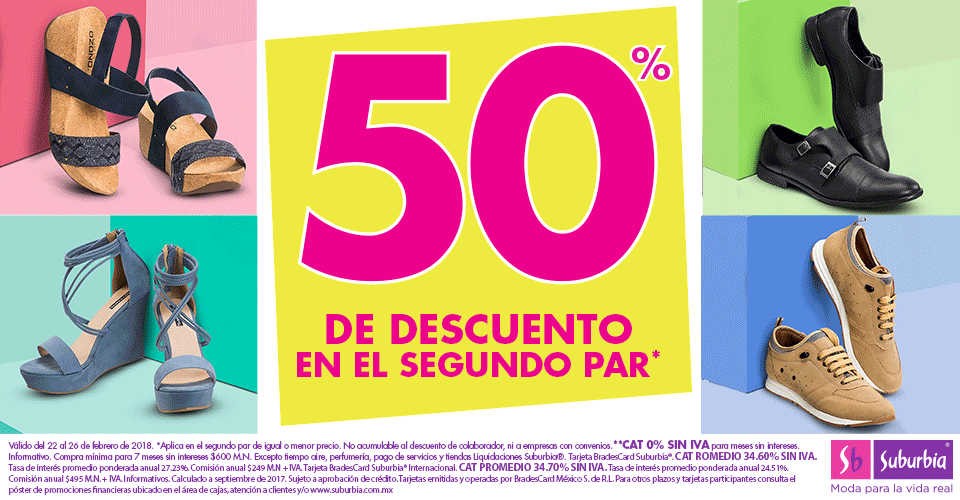 50%
DE DESCUENTO
EN EL SEGUNDO PAR*
Válido del 22 al 26 de febrero de 2018. *Aplica en el segundo par de igual o menor precio. No acumulable al descuento de colaborador, ni a empresas con convenios. **CAT 0% SIN IVA para meses sin intereses.
Informativo. Compra mínima para 7 meses sin intereses $600 M.N. Excepto tiempo aire, perfumería, pago de servicios y tiendas Liquidaciones Suburbia®. Tarjeta BradesCard Suburbia®. CAT ROMEDIO 34.60% SIN IVA.
Tasa de interés promedio ponderada anual 27.23%. Comisión anual $249 M.N + IVA. Tarjeta BradesCard Suburbia® Internacional. CAT PROMEDIO 34.70% SIN IVA. Tasa de interés promedio ponderada anual 24.51%.
Comisión anual $495 M.N. + IVA. Informativos. Calculado a septiembre de 2017. Sujeto a aprobación de crédito. Tarjetas emitidas y operadas por BradesCard México S. de R.L. Para otros plazos y tarjetas participantes consulta el
póster de promociones financieras ubicado en el área de cajas, atención a clientes y/o www.suburbia.com.mx
Sb Suburbia
Moda para la vida real